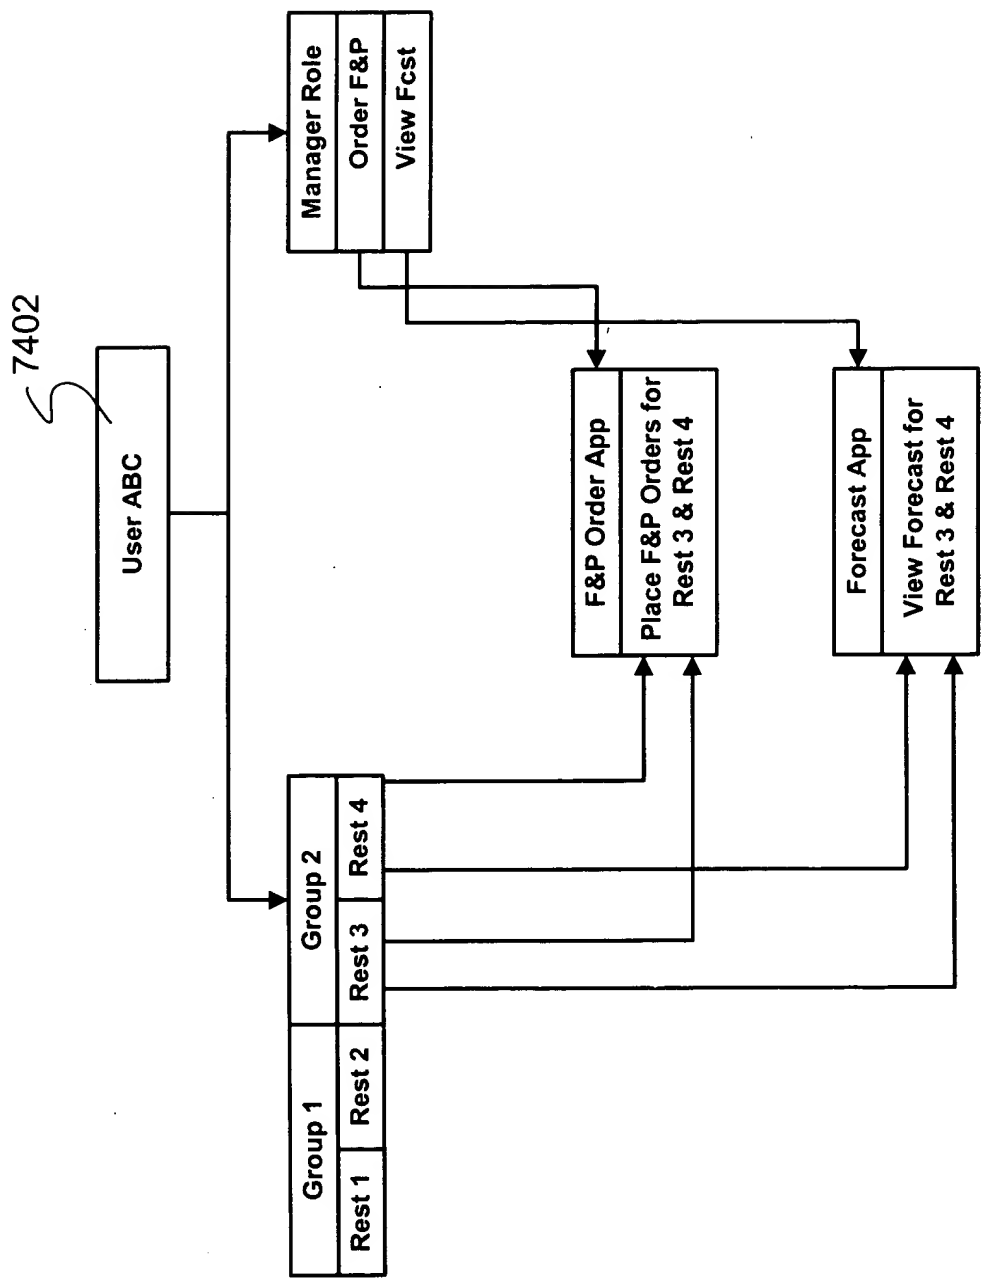 7402
User ABC
Group 1
Group 2
Rest 1
Rest 2
Rest 3
Rest 4
Manager Role
Order F&P
View Fcst
F&P Order App
Place F&P Orders for
Rest 3 & Rest 4
Forecast App
View Forecast for
Rest 3 & Rest 4